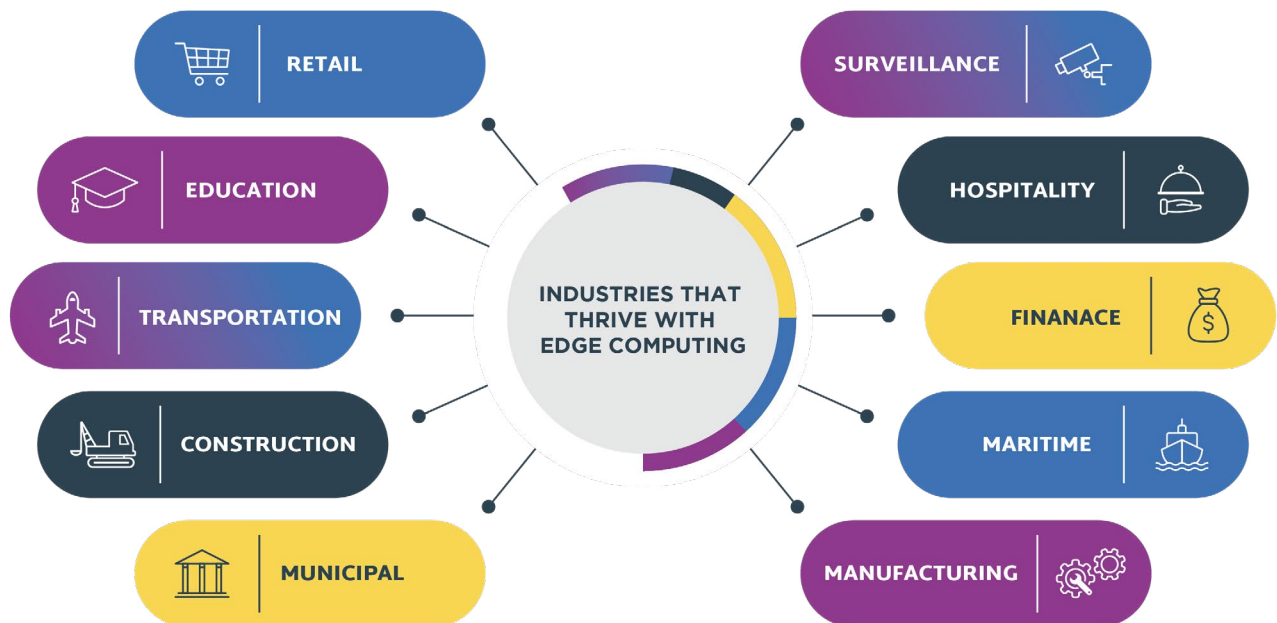 RETAIL
EDUCATION
TRANSPORTATION
CONSTRUCTION
MUNICIPAL
INDUSTRIES THAT
THRIVE WITH
EDGE COMPUTING
SURVEILLANCE
HOSPITALITY
FINANACE
$
MARITIME
MANUFACTURING